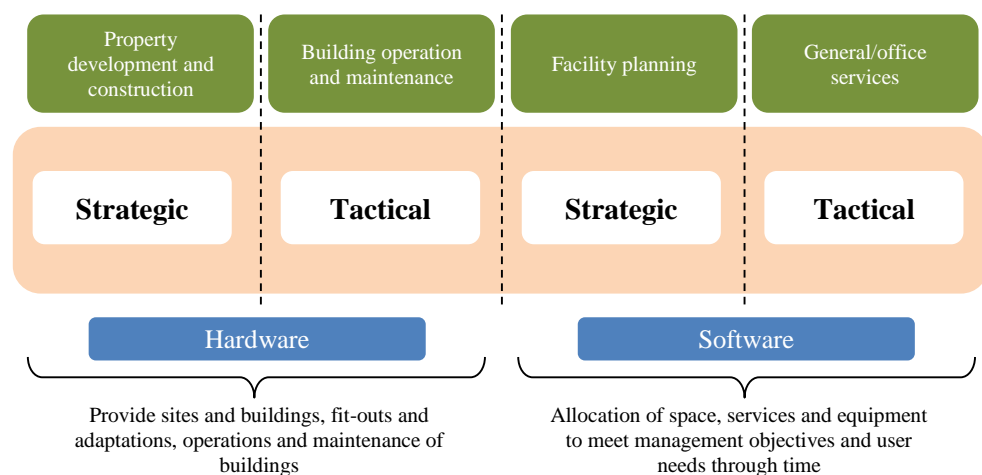 Property
development and
construction
Building operation
and maintenance
Facility planning
General/office
services
Strategic
Tactical
Strategic
Tactical
Hardware
Software
Provide sites and buildings, fit-outs and
adaptations, operations and maintenance of
buildings
Allocation of space, services and equipment
to meet management objectives and user
needs through time